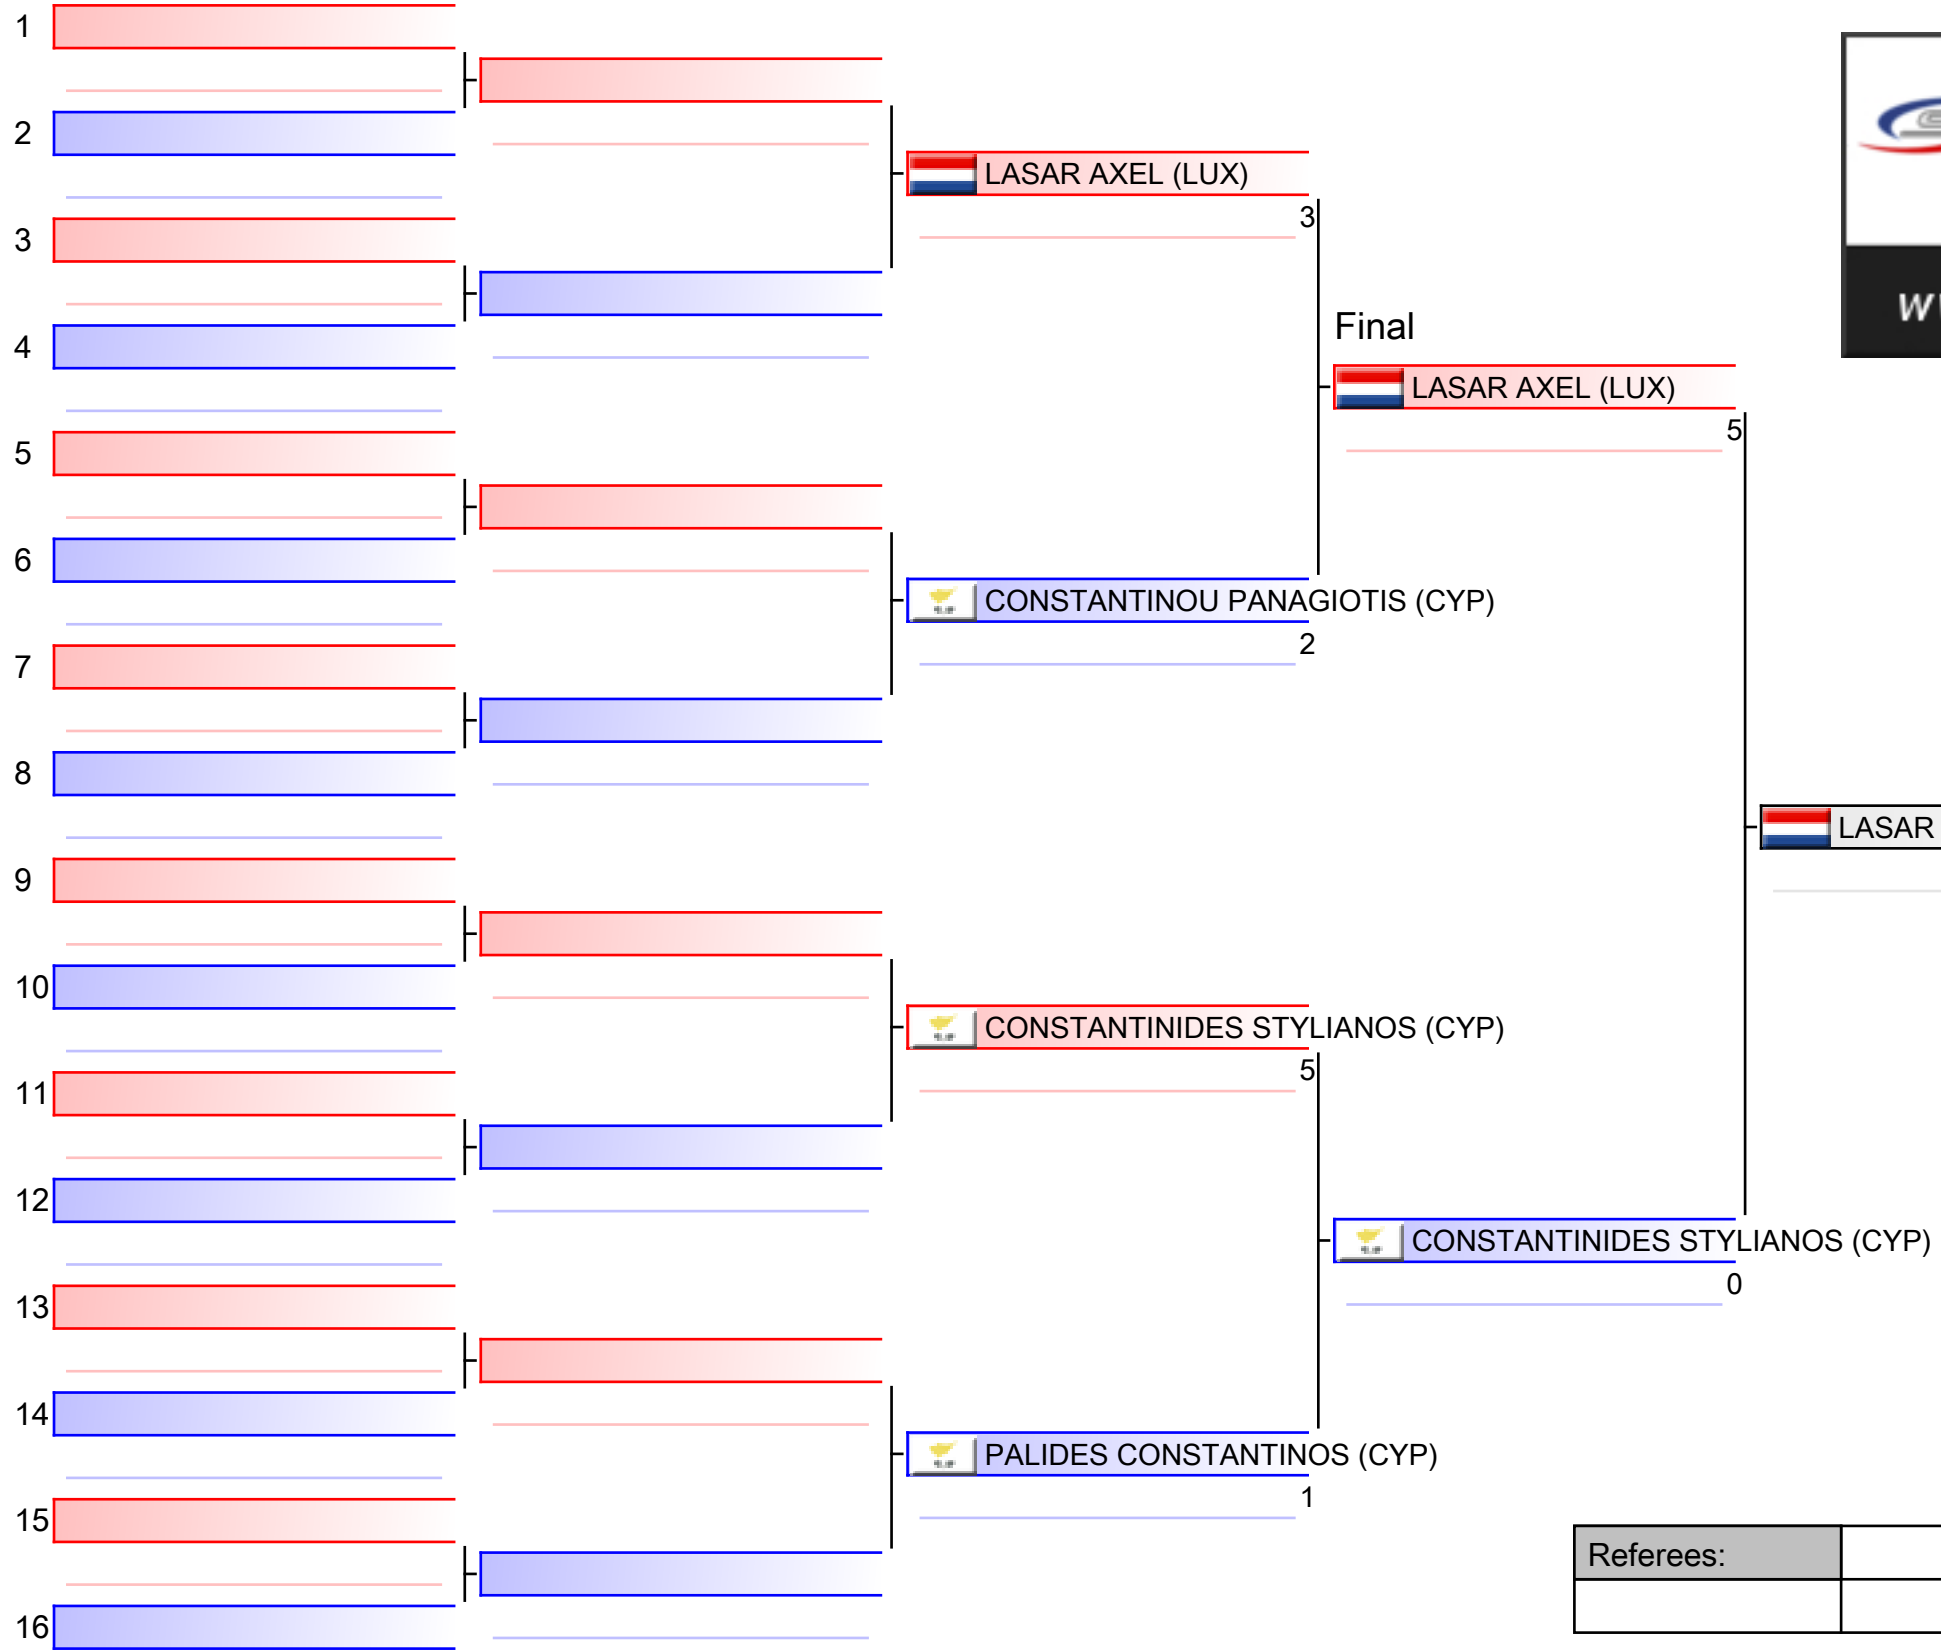 1
2
3
4
5
6
7
8
9
10
11
12
13
14
15
16
LASAR AXEL (LUX)
3
CONSTANTINOU PANAGIOTIS (CYP)
2
CONSTANTINIDES STYLIANOS (CYP)
5
PALIDES CONSTANTINOS (CYP)
1
Final
LASAR AXEL (LUX)
5
CONSTANTINIDES STYLIANOS (CYP)
0
LASAR
Referees: